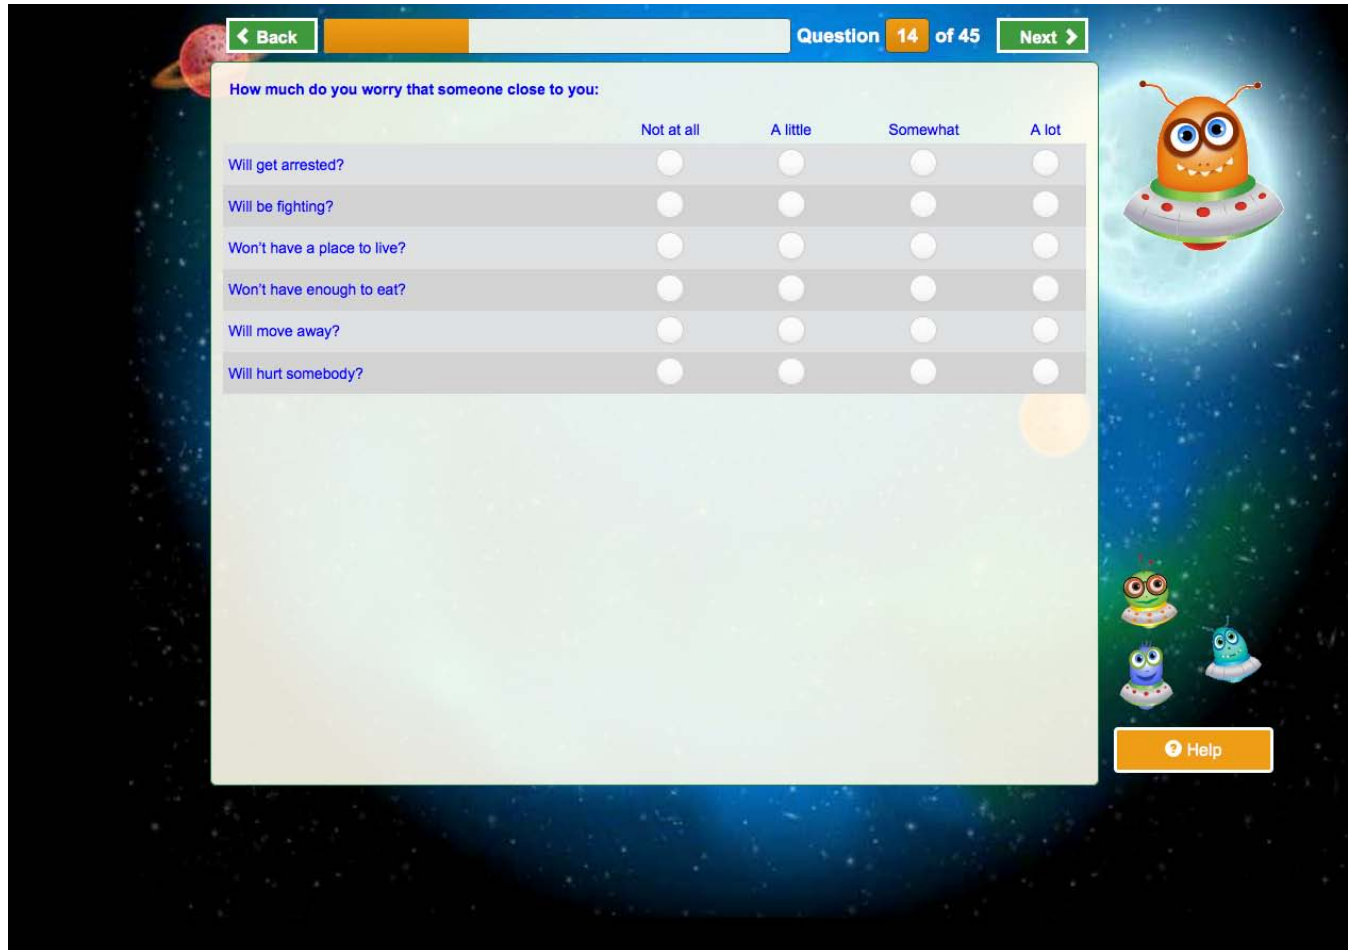 Back
Question 14 of 45
Next
How much do you worry that someone close to you:
Not at all A little Somewhat A lot
Will get arrested?
Will be fighting?
Won't have a place to live?
Won't have enough to eat?
Will move away?
Will hurt somebody?
Help